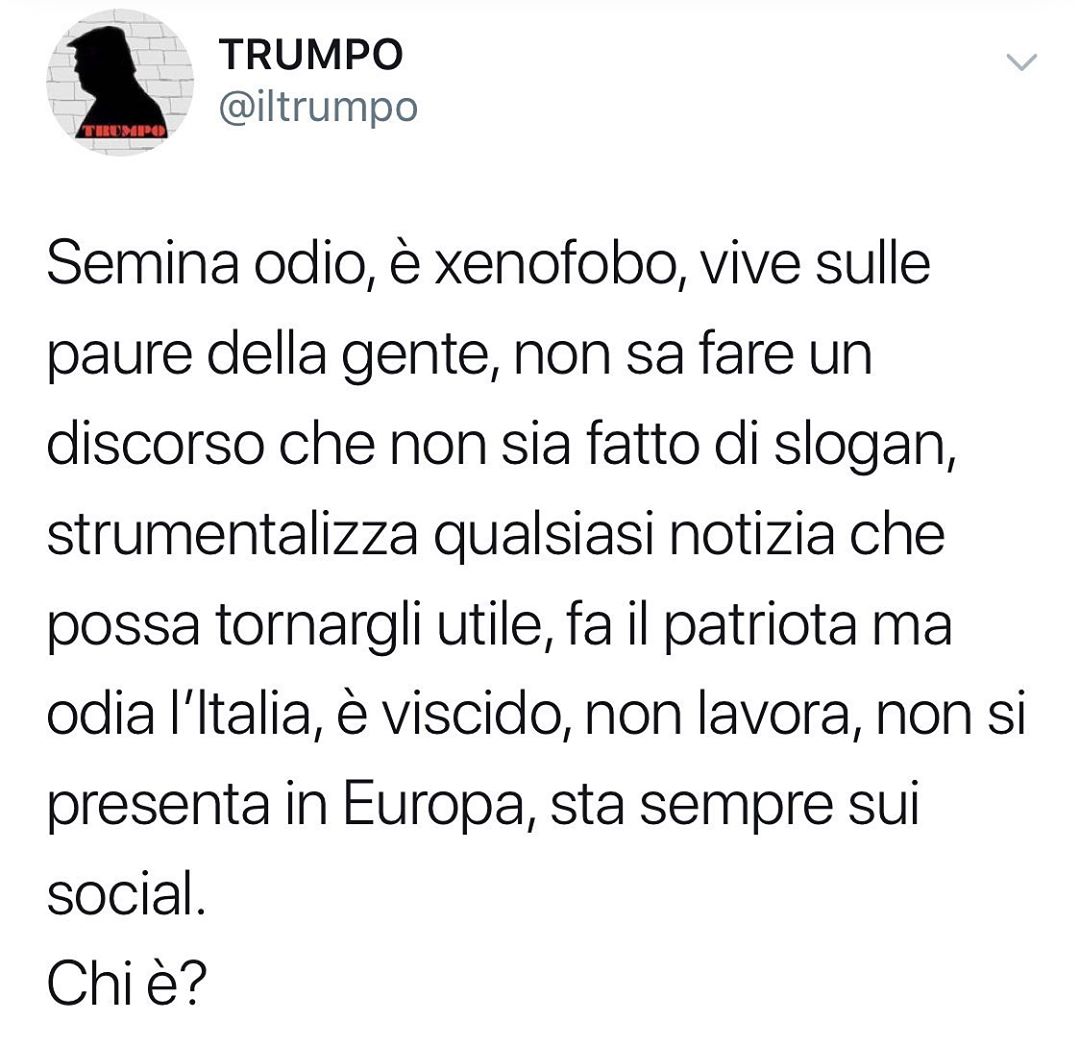 TRUMPO
@iltrumpo
TRUMPO
Semina odio, è xenofobo, vive sulle
paure della gente, non sa fare un
discorso che non sia fatto di slogan,
strumentalizza qualsiasi notizia che
possa tornargli utile, fa il patriota ma
odia l’Italia, è viscido, non lavora, non si
presenta in Europa, sta sempre sui
social.
Chi è?